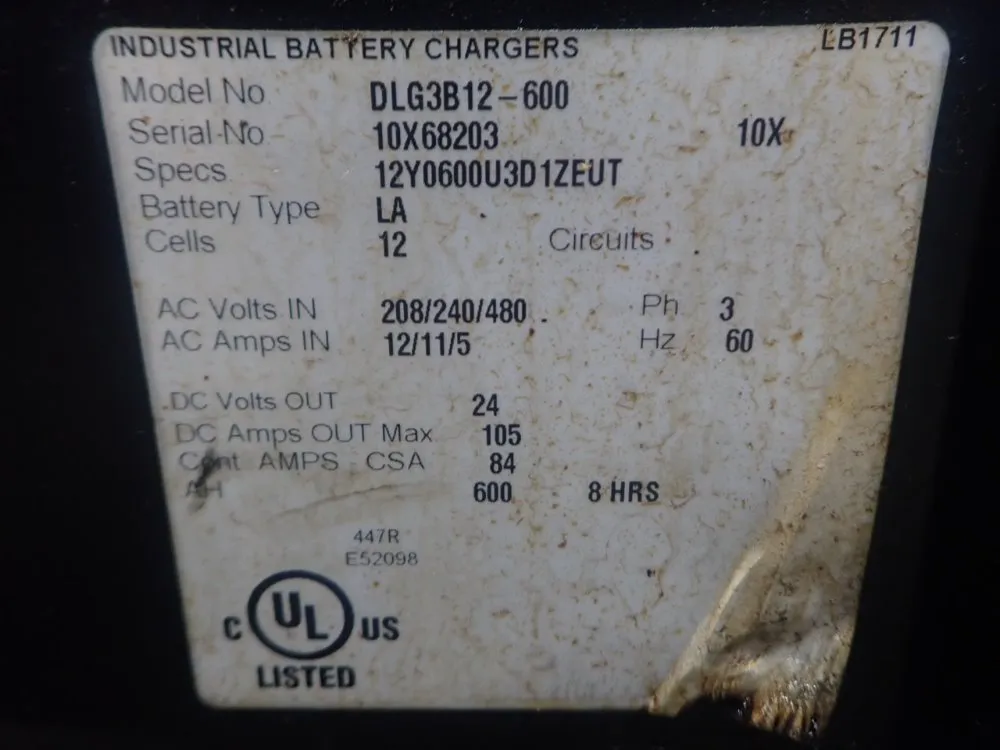 INDUSTRIAL BATTERY CHARGERS LB1711
Model No DLG3B12-600
Serial No 10X68203 10X
Specs 12Y0600U3D1ZEUT
Battery Type LA
Cells 12 Circuits
AC Volts IN 208/240/480 Ph 3
AC Amps IN 12/11/5 Hz 60
DC Volts OUT 24
DC Amps OUT Max 105
Cont AMPS CSA 84
AH 600 8 HRS
447R
E52098
C UL US
LISTED